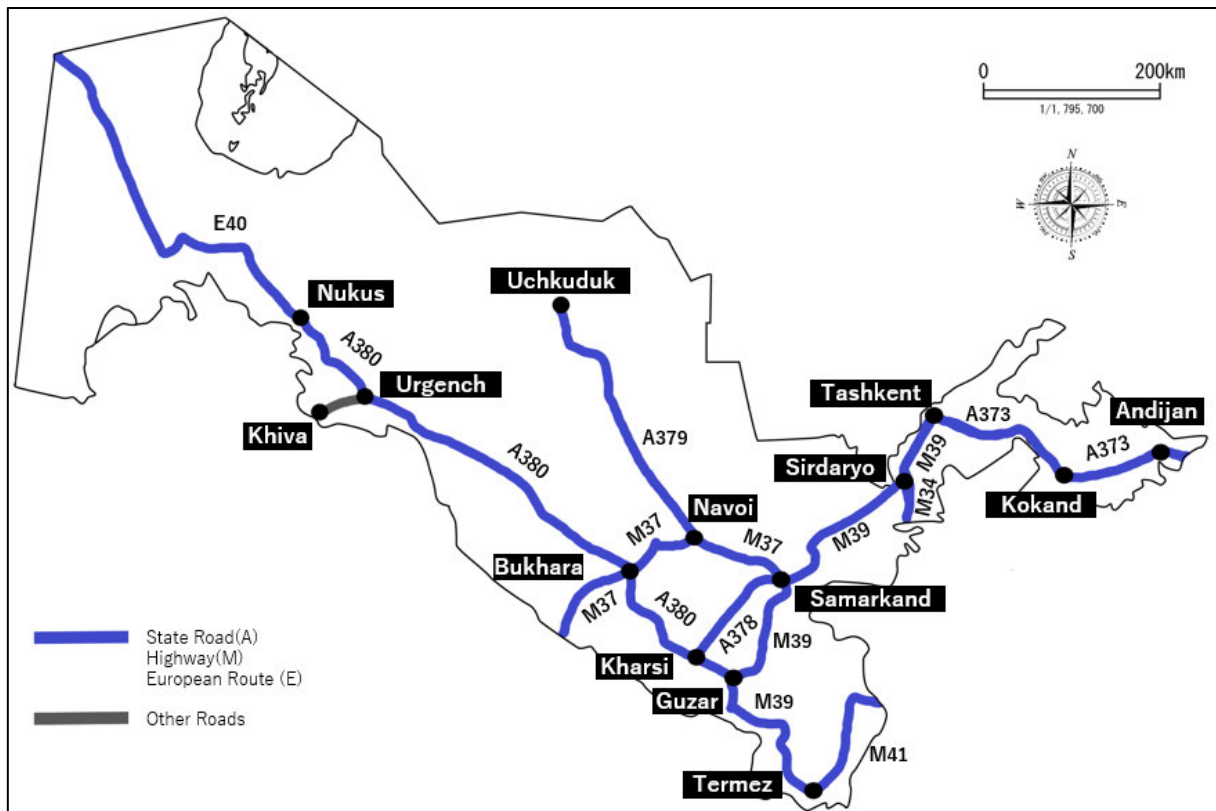 0 200km
1/1,795,700
N
W E
S
E40
Nukus
Uchkuduk
A380
Urgench
Khiva
Tashkent
A373
Andijan
A380
A379
Sirdaryo
M39
A373
M34
Kokand
Navoi
M37
M37
M39
Bukhara
M37
A380
A378
Samarkand
M39
Kharsi
Guzar
M39
M41
Termez
State Road(A)
Highway(M)
European Route (E)
Other Roads